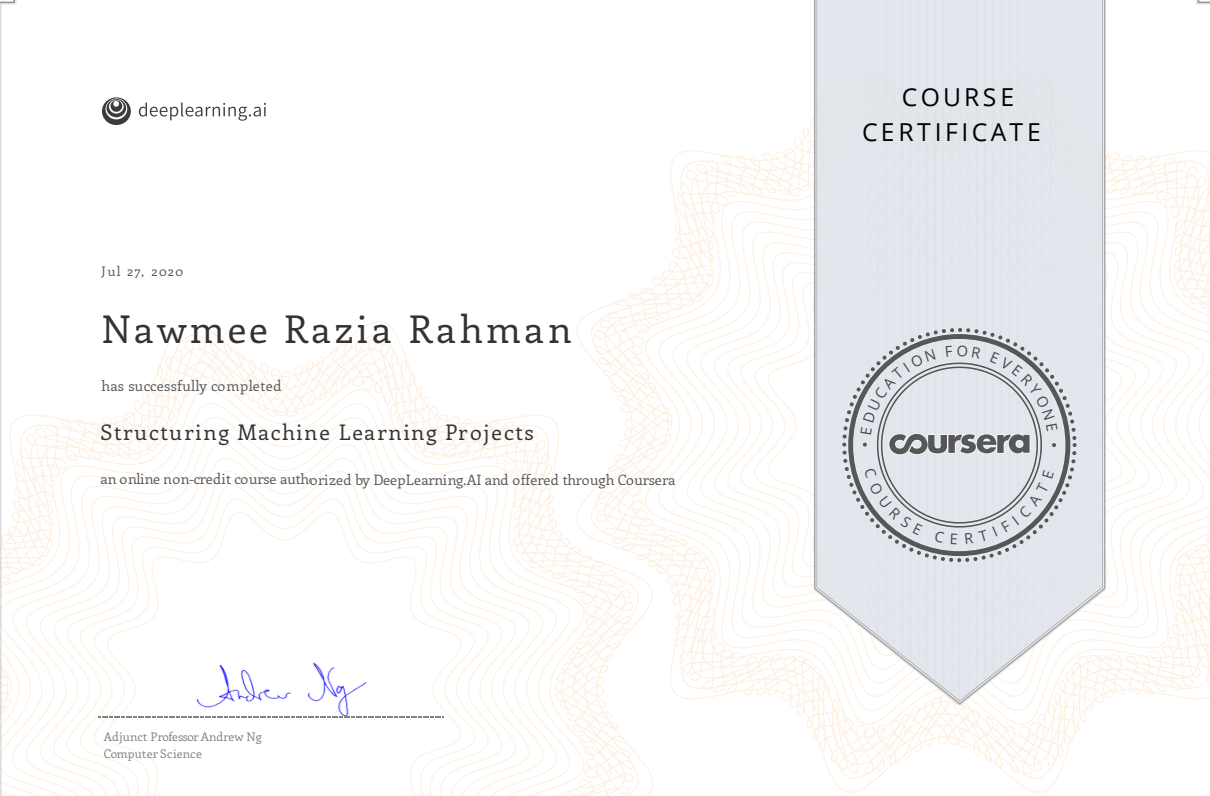 deeplearning.ai
COURSE
CERTIFICATE
Jul 27, 2020
Nawmee Razia Rahman
has successfully completed
Structuring Machine Learning Projects
an online non-credit course authorized by DeepLearning.AI and offered through Coursera
EDUCATION FOR EVERYONE
coursera
COURSE CERTIFICATE
Andrew Ng
Adjunct Professor Andrew Ng
Computer Science